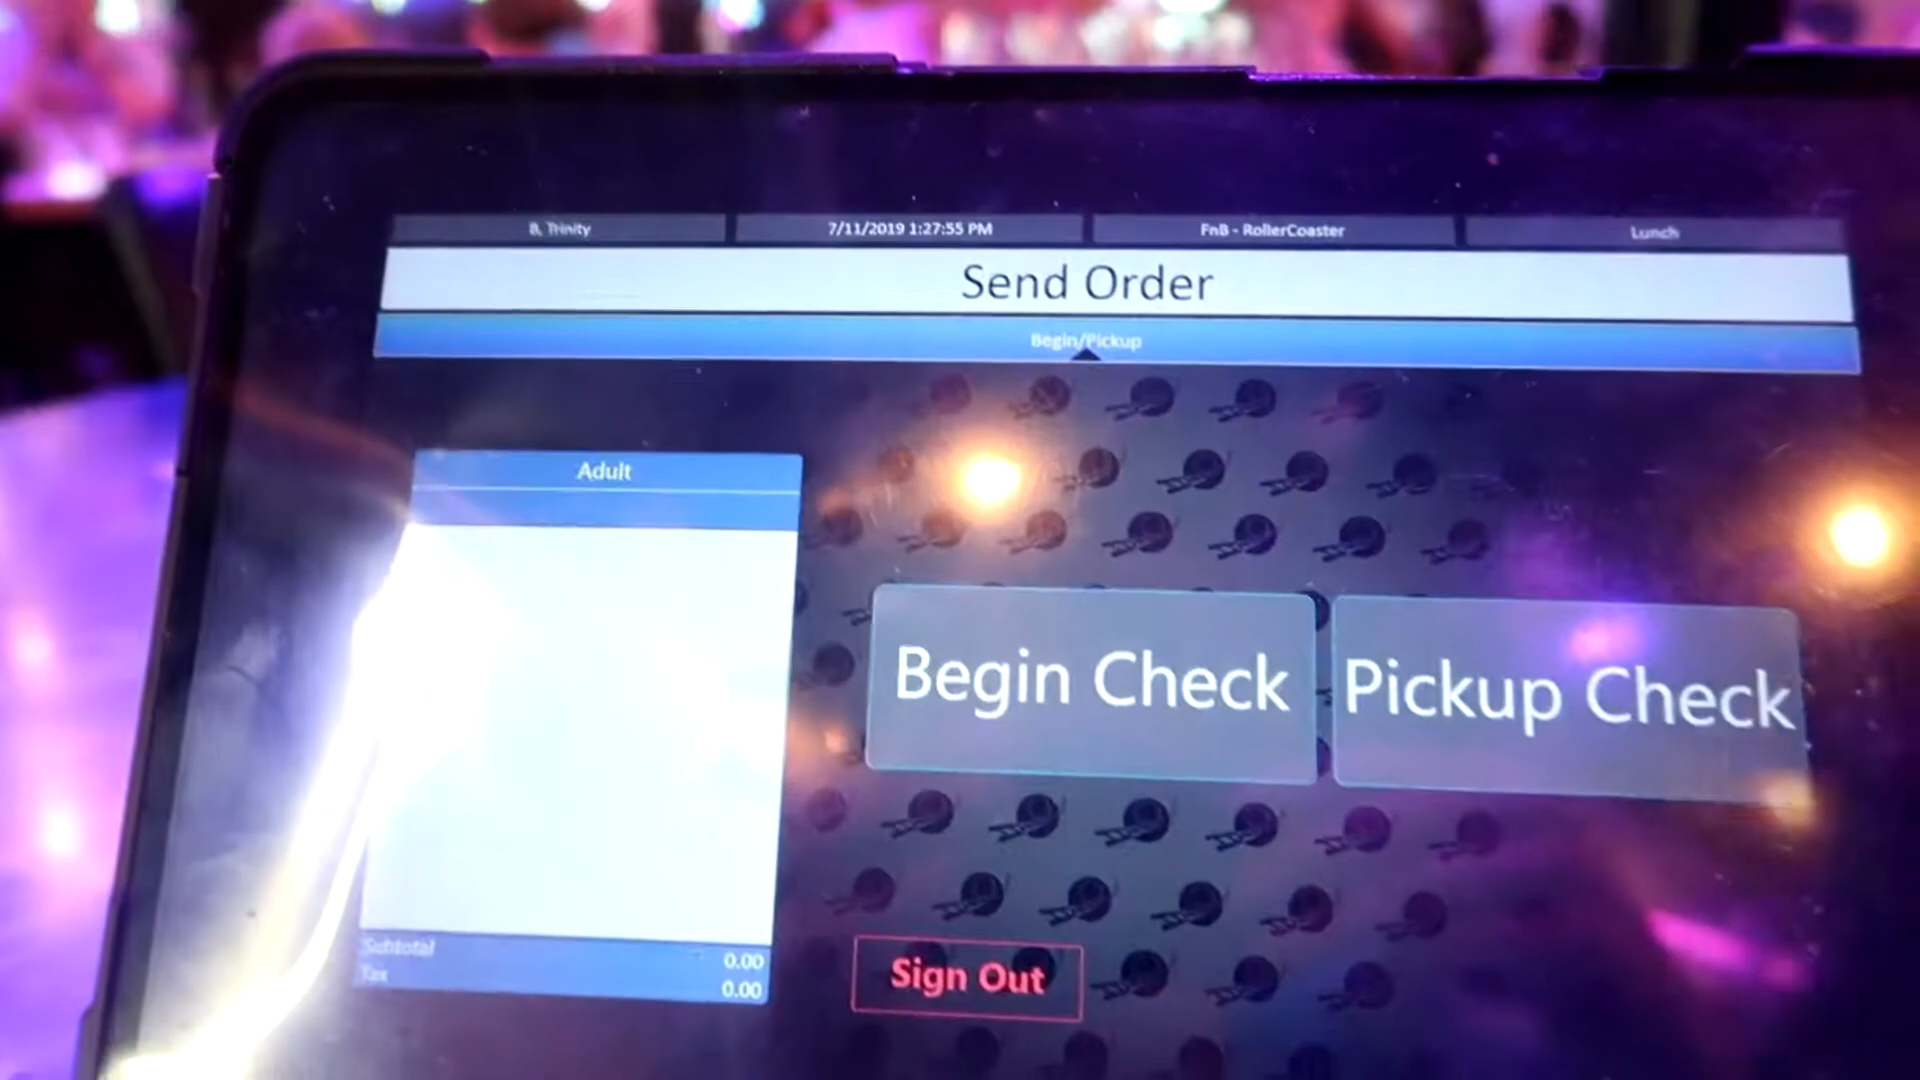 B, Trinity
7/11/2019 1:27:55 PM
FnB - RollerCoaster
Lunch
Send Order
Begin/Pickup
Adult
Begin Check
Pickup Check
Subtotal 0.00
Tax 0.00
Sign Out